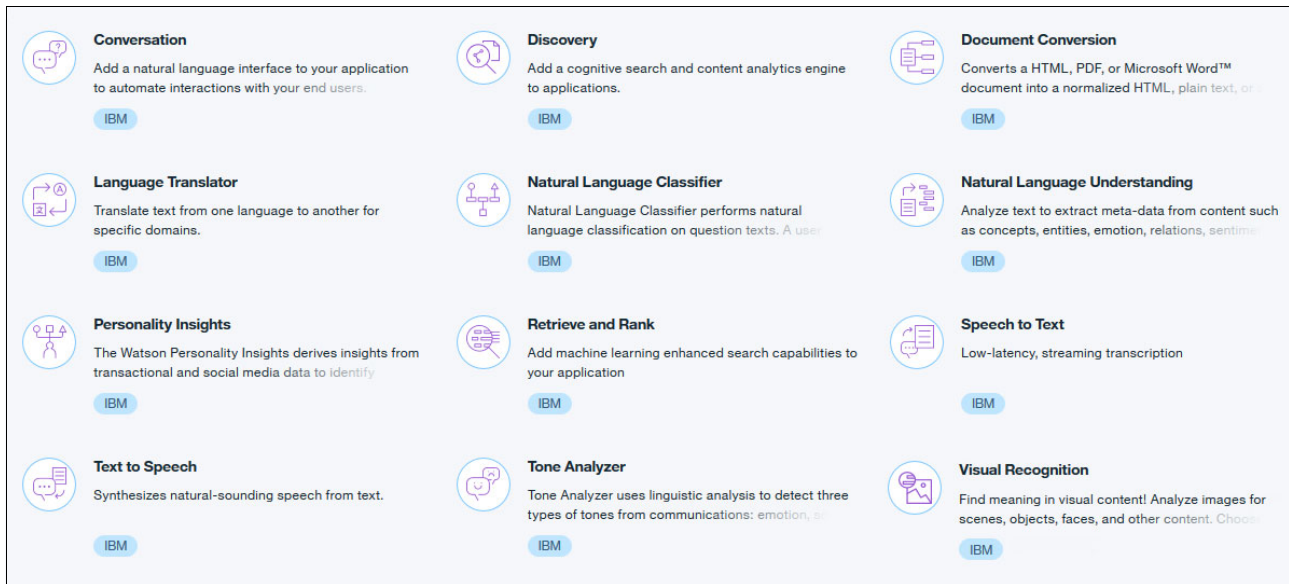 Conversation
Add a natural language interface to your application
to automate interactions with your end users.
IBM
Discovery
Add a cognitive search and content analytics engine
to applications.
IBM
Document Conversion
Converts a HTML, PDF, or Microsoft Word™
document into a normalized HTML, plain text, or
IBM
Language Translator
Translate text from one language to another for
specific domains.
IBM
Natural Language Classifier
Natural Language Classifier performs natural
language classification on question texts. A user
IBM
Natural Language Understanding
Analyze text to extract meta-data from content such
as concepts, entities, emotion, relations, sentime
IBM
Personality Insights
The Watson Personality Insights derives insights from
transactional and social media data to identify
IBM
Retrieve and Rank
Add machine learning enhanced search capabilities to
your application
IBM
Speech to Text
Low-latency, streaming transcription
IBM
Text to Speech
Synthesizes natural-sounding speech from text.
IBM
Tone Analyzer
Tone Analyzer uses linguistic analysis to detect three
types of tones from communications: emotion,
IBM
Visual Recognition
Find meaning in visual content! Analyze images for
scenes, objects, faces, and other content. Choose
IBM